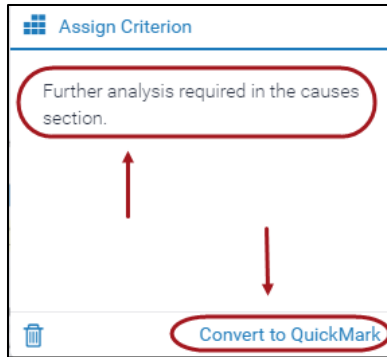 Assign Criterion
Further analysis required in the causes
section.
Convert to QuickMark